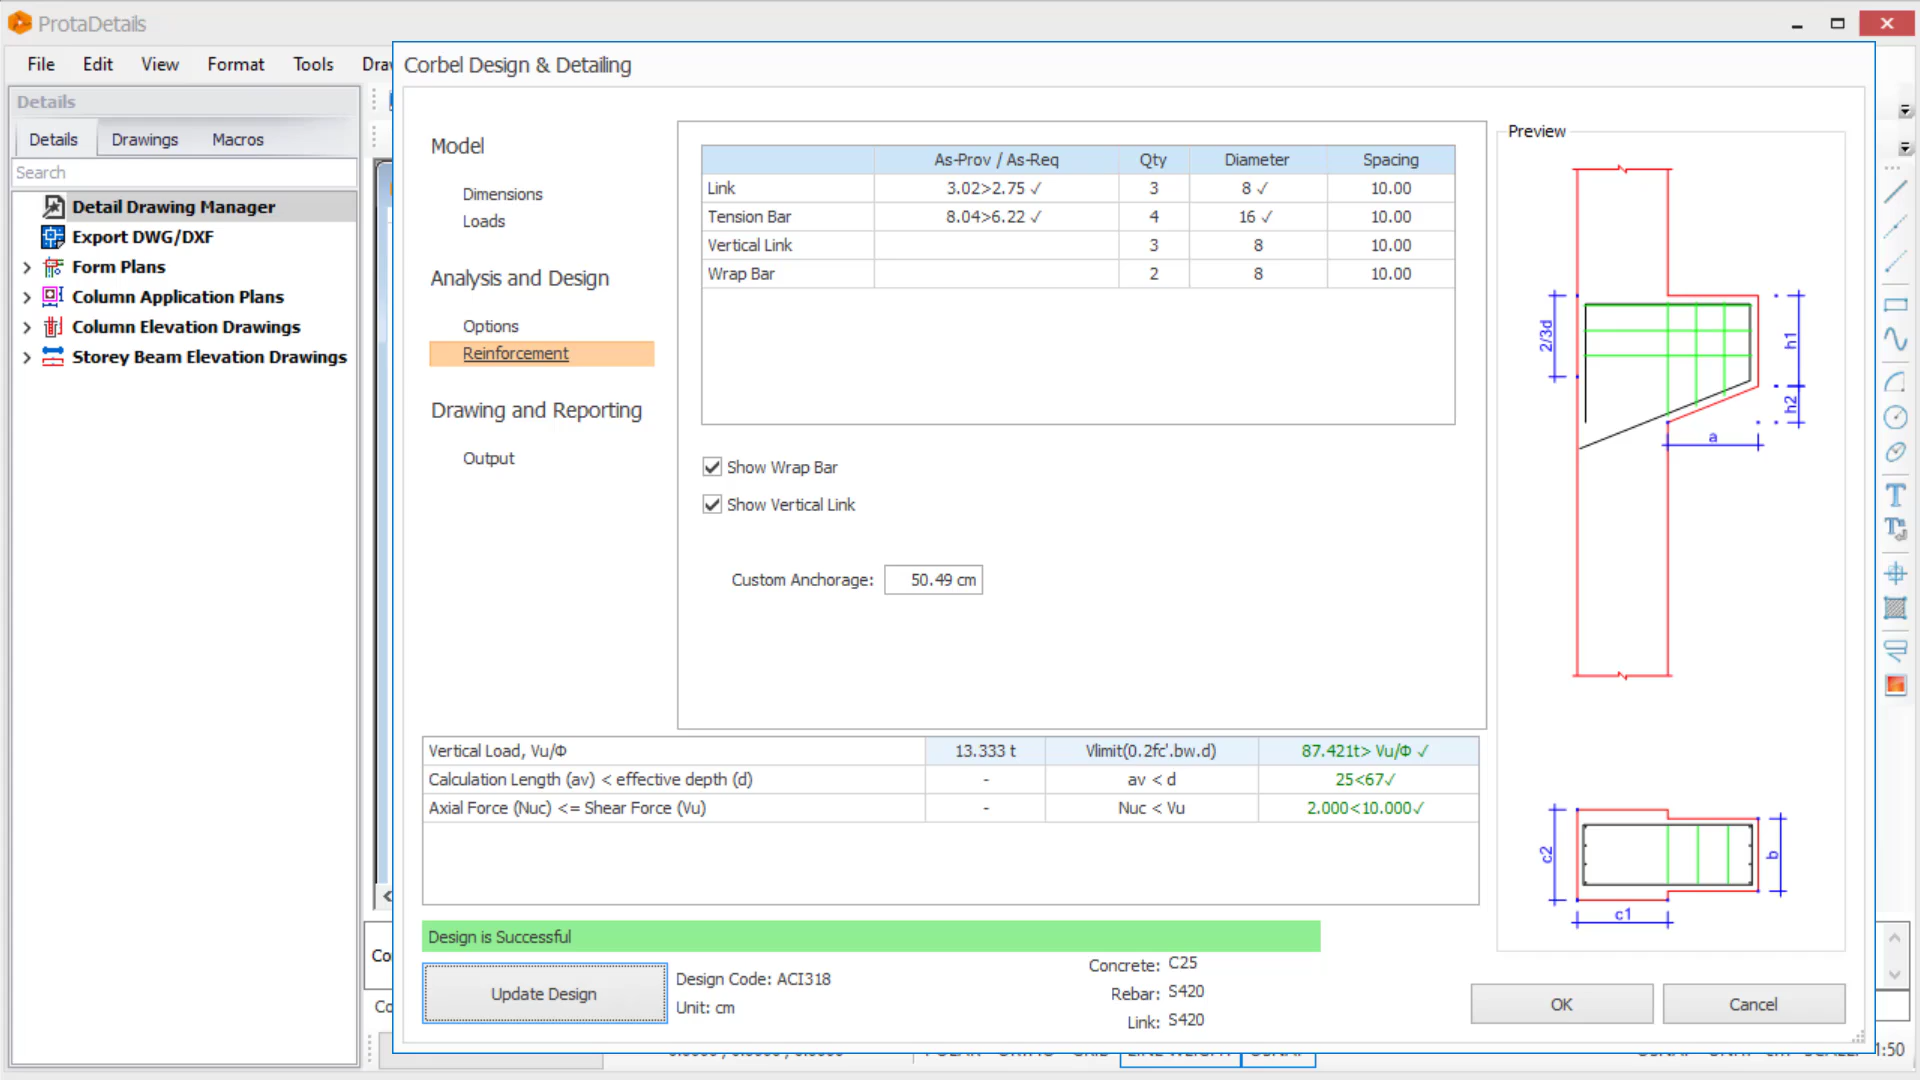 ProtaDetails
File Edit View Format Tools Drav
Details
Details Drawings Macros
Search
Detail Drawing Manager
Export DWG/DXF
Form Plans
Column Application Plans
Column Elevation Drawings
Storey Beam Elevation Drawings
Corbel Design & Detailing
Model
Dimensions
Loads
Analysis and Design
Options
Reinforcement
Drawing and Reporting
Output
As-Prov / As-Req Qty Diameter Spacing
Link 3.02>2.75 ✓ 3 8 ✓ 10.00
Tension Bar 8.04>6.22 ✓ 4 16 ✓ 10.00
Vertical Link 3 8 10.00
Wrap Bar 2 8 10.00
Show Wrap Bar
Show Vertical Link
Custom Anchorage: 50.49 cm
Vertical Load, Vu/Φ 13.333 t Vlimit(0.2fc'.bw.d) 87.421t> Vu/Φ ✓
Calculation Length (av) < effective depth (d) - av < d 25<67✓
Axial Force (Nuc) <= Shear Force (Vu) - Nuc < Vu 2.000<10.000✓
Design is Successful
Update Design
Design Code: ACI318
Unit: cm
Concrete: C25
Rebar: S420
Link: S420
Preview
2/3d
h1
h2
a
c2
b
c1
OK Cancel
Co
Co
1:50